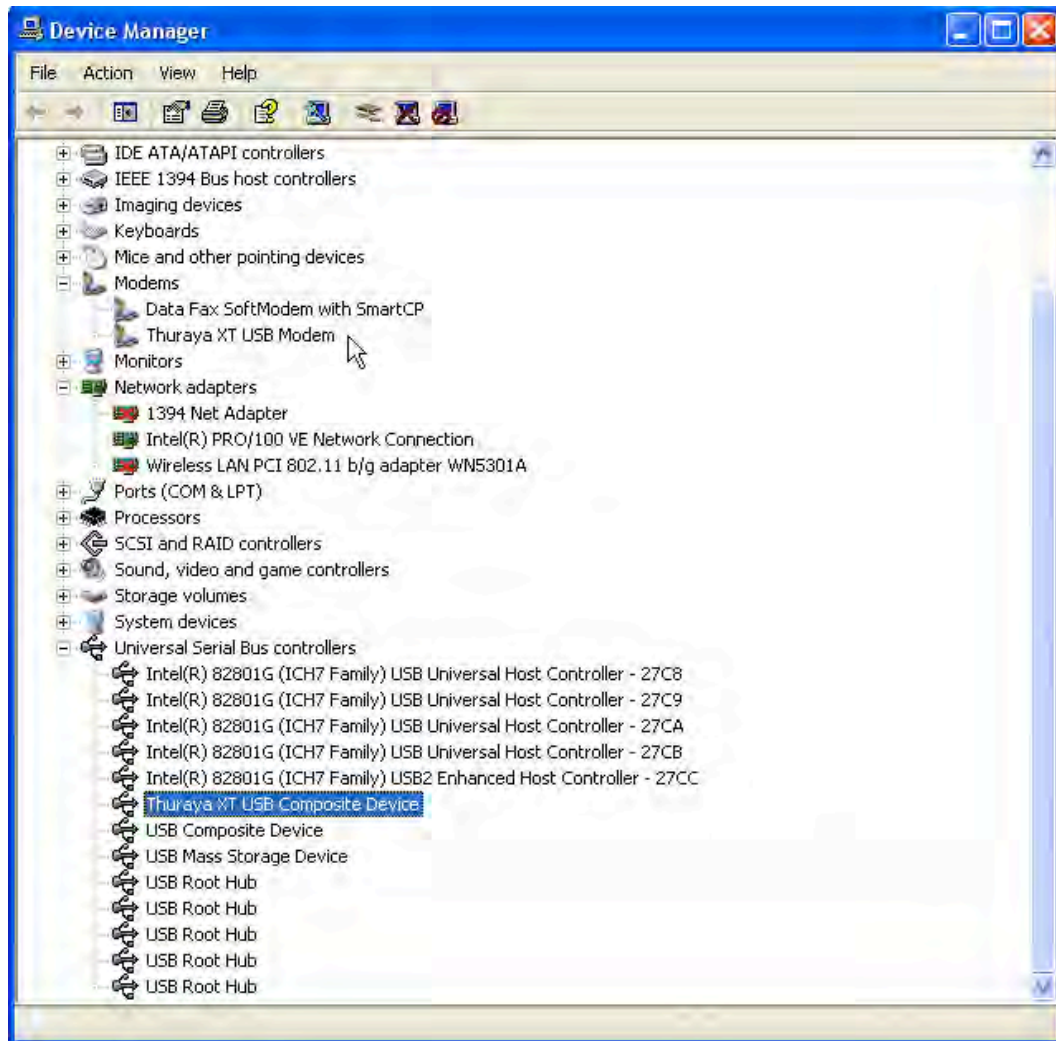 Device Manager
File Action View Help
IDE ATA/ATAPI controllers
IEEE 1394 Bus host controllers
Imaging devices
Keyboards
Mice and other pointing devices
Modems
Data Fax SoftModem with SmartCP
Thuraya XT USB Modem
Monitors
Network adapters
1394 Net Adapter
Intel(R) PRO/100 VE Network Connection
Wireless LAN PCI 802.11 b/g adapter WN5301A
Ports (COM & LPT)
Processors
SCSI and RAID controllers
Sound, video and game controllers
Storage volumes
System devices
Universal Serial Bus controllers
Intel(R) 82801G (ICH7 Family) USB Universal Host Controller - 27C8
Intel(R) 82801G (ICH7 Family) USB Universal Host Controller - 27C9
Intel(R) 82801G (ICH7 Family) USB Universal Host Controller - 27CA
Intel(R) 82801G (ICH7 Family) USB Universal Host Controller - 27CB
Intel(R) 82801G (ICH7 Family) USB2 Enhanced Host Controller - 27CC
Thuraya XT USB Composite Device
USB Composite Device
USB Mass Storage Device
USB Root Hub
USB Root Hub
USB Root Hub
USB Root Hub
USB Root Hub